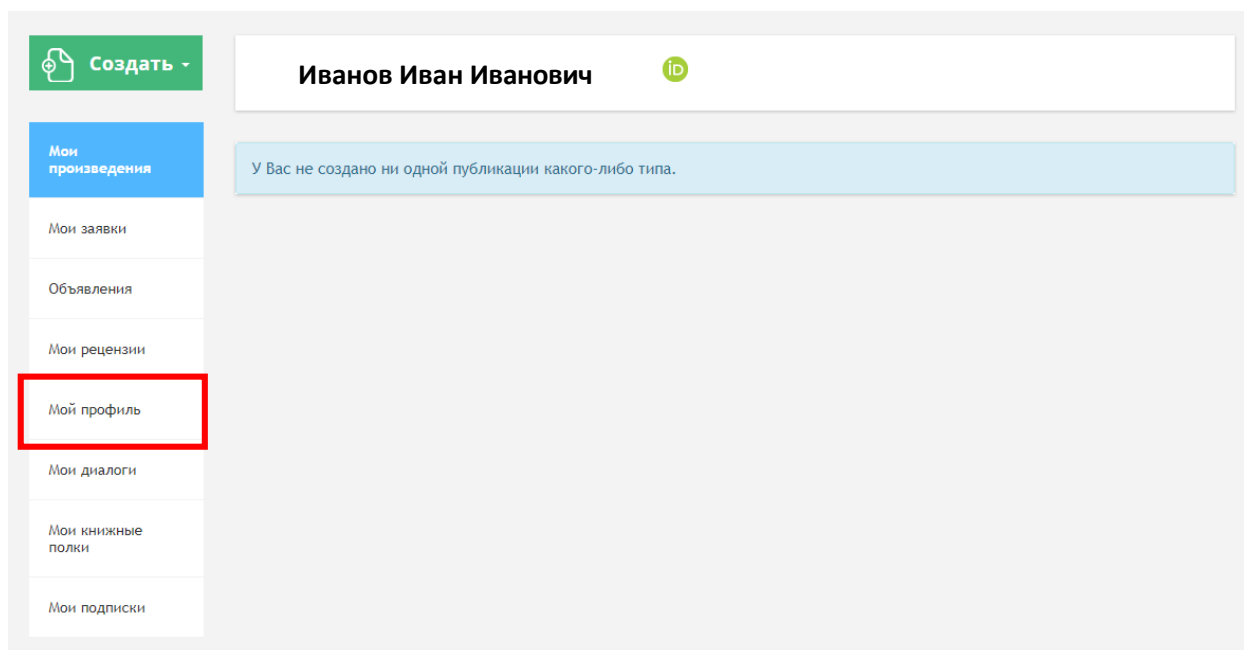 Создать
Иванов Иван Иванович
iD
Мои
произведения
У Вас не создано ни одной публикации какого-либо типа.
Мои заявки
Объявления
Мои рецензии
Мой профиль
Мои диалоги
Мои книжные
полки
Мои подписки